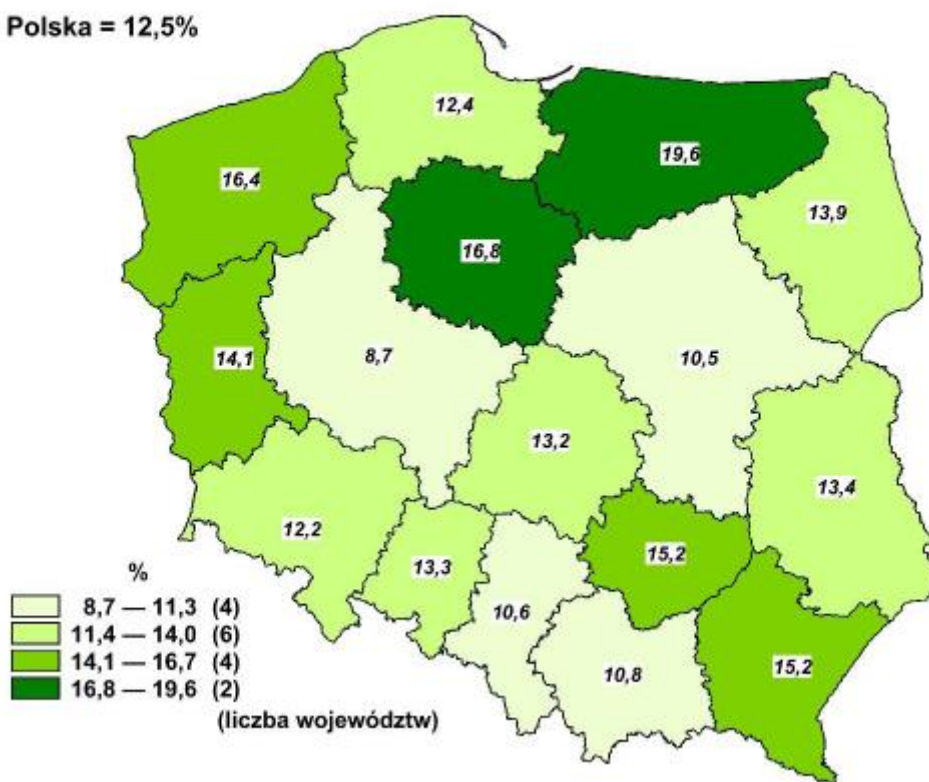 Polska = 12,5%
12,4
19,6
16,4
13,9
16,8
14,1
8,7
10,5
13,2
13,4
12,2
15,2
13,3
10,6
10,8
15,2
%
8,7 — 11,3 (4)
11,4 — 14,0 (6)
14,1 — 16,7 (4)
16,8 — 19,6 (2)
(liczba województw)